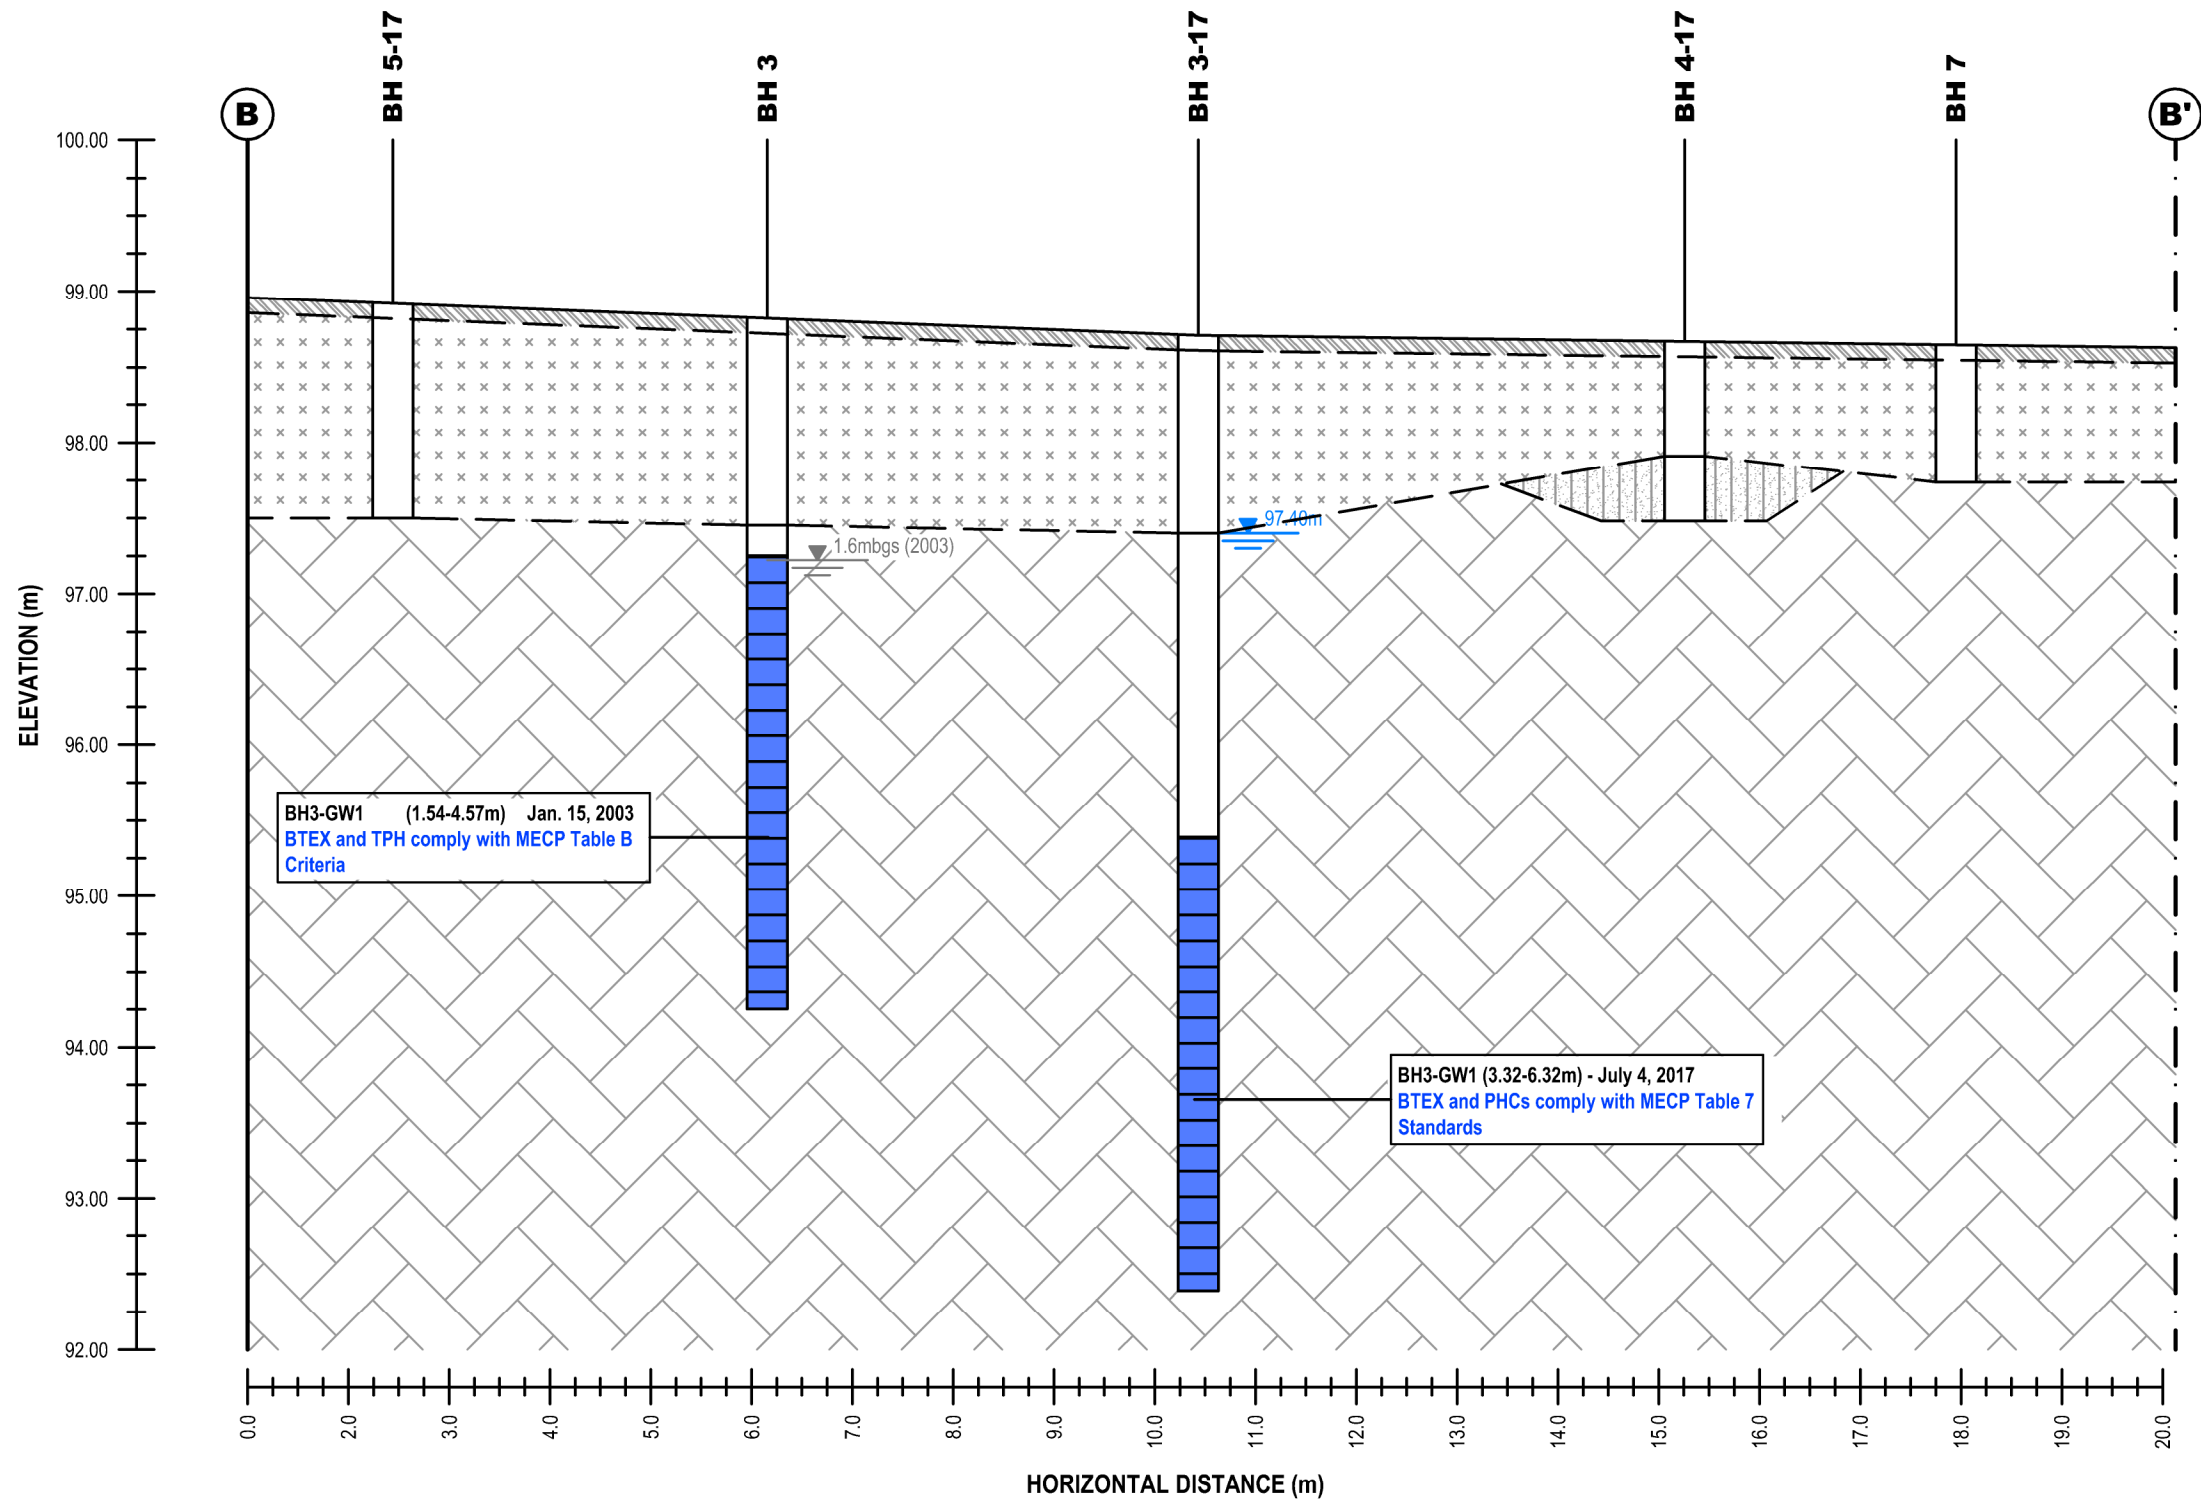 BH 5-17
BH 3
BH 3-17
BH 4-17
BH 7
B
B'
100.00
99.00
98.00
97.00
96.00
95.00
94.00
93.00
92.00
ELEVATION (m)
97.40m
1.6mbgs (2003)
BH3-GW1 (1.54-4.57m) Jan. 15, 2003
BTEX and TPH comply with MECP Table B
Criteria
BH3-GW1 (3.32-6.32m) - July 4, 2017
BTEX and PHCs comply with MECP Table 7
Standards
0.0
2.0
3.0
4.0
5.0
6.0
7.0
8.0
9.0
10.0
11.0
12.0
13.0
14.0
15.0
16.0
17.0
18.0
19.0
20.0
HORIZONTAL DISTANCE (m)